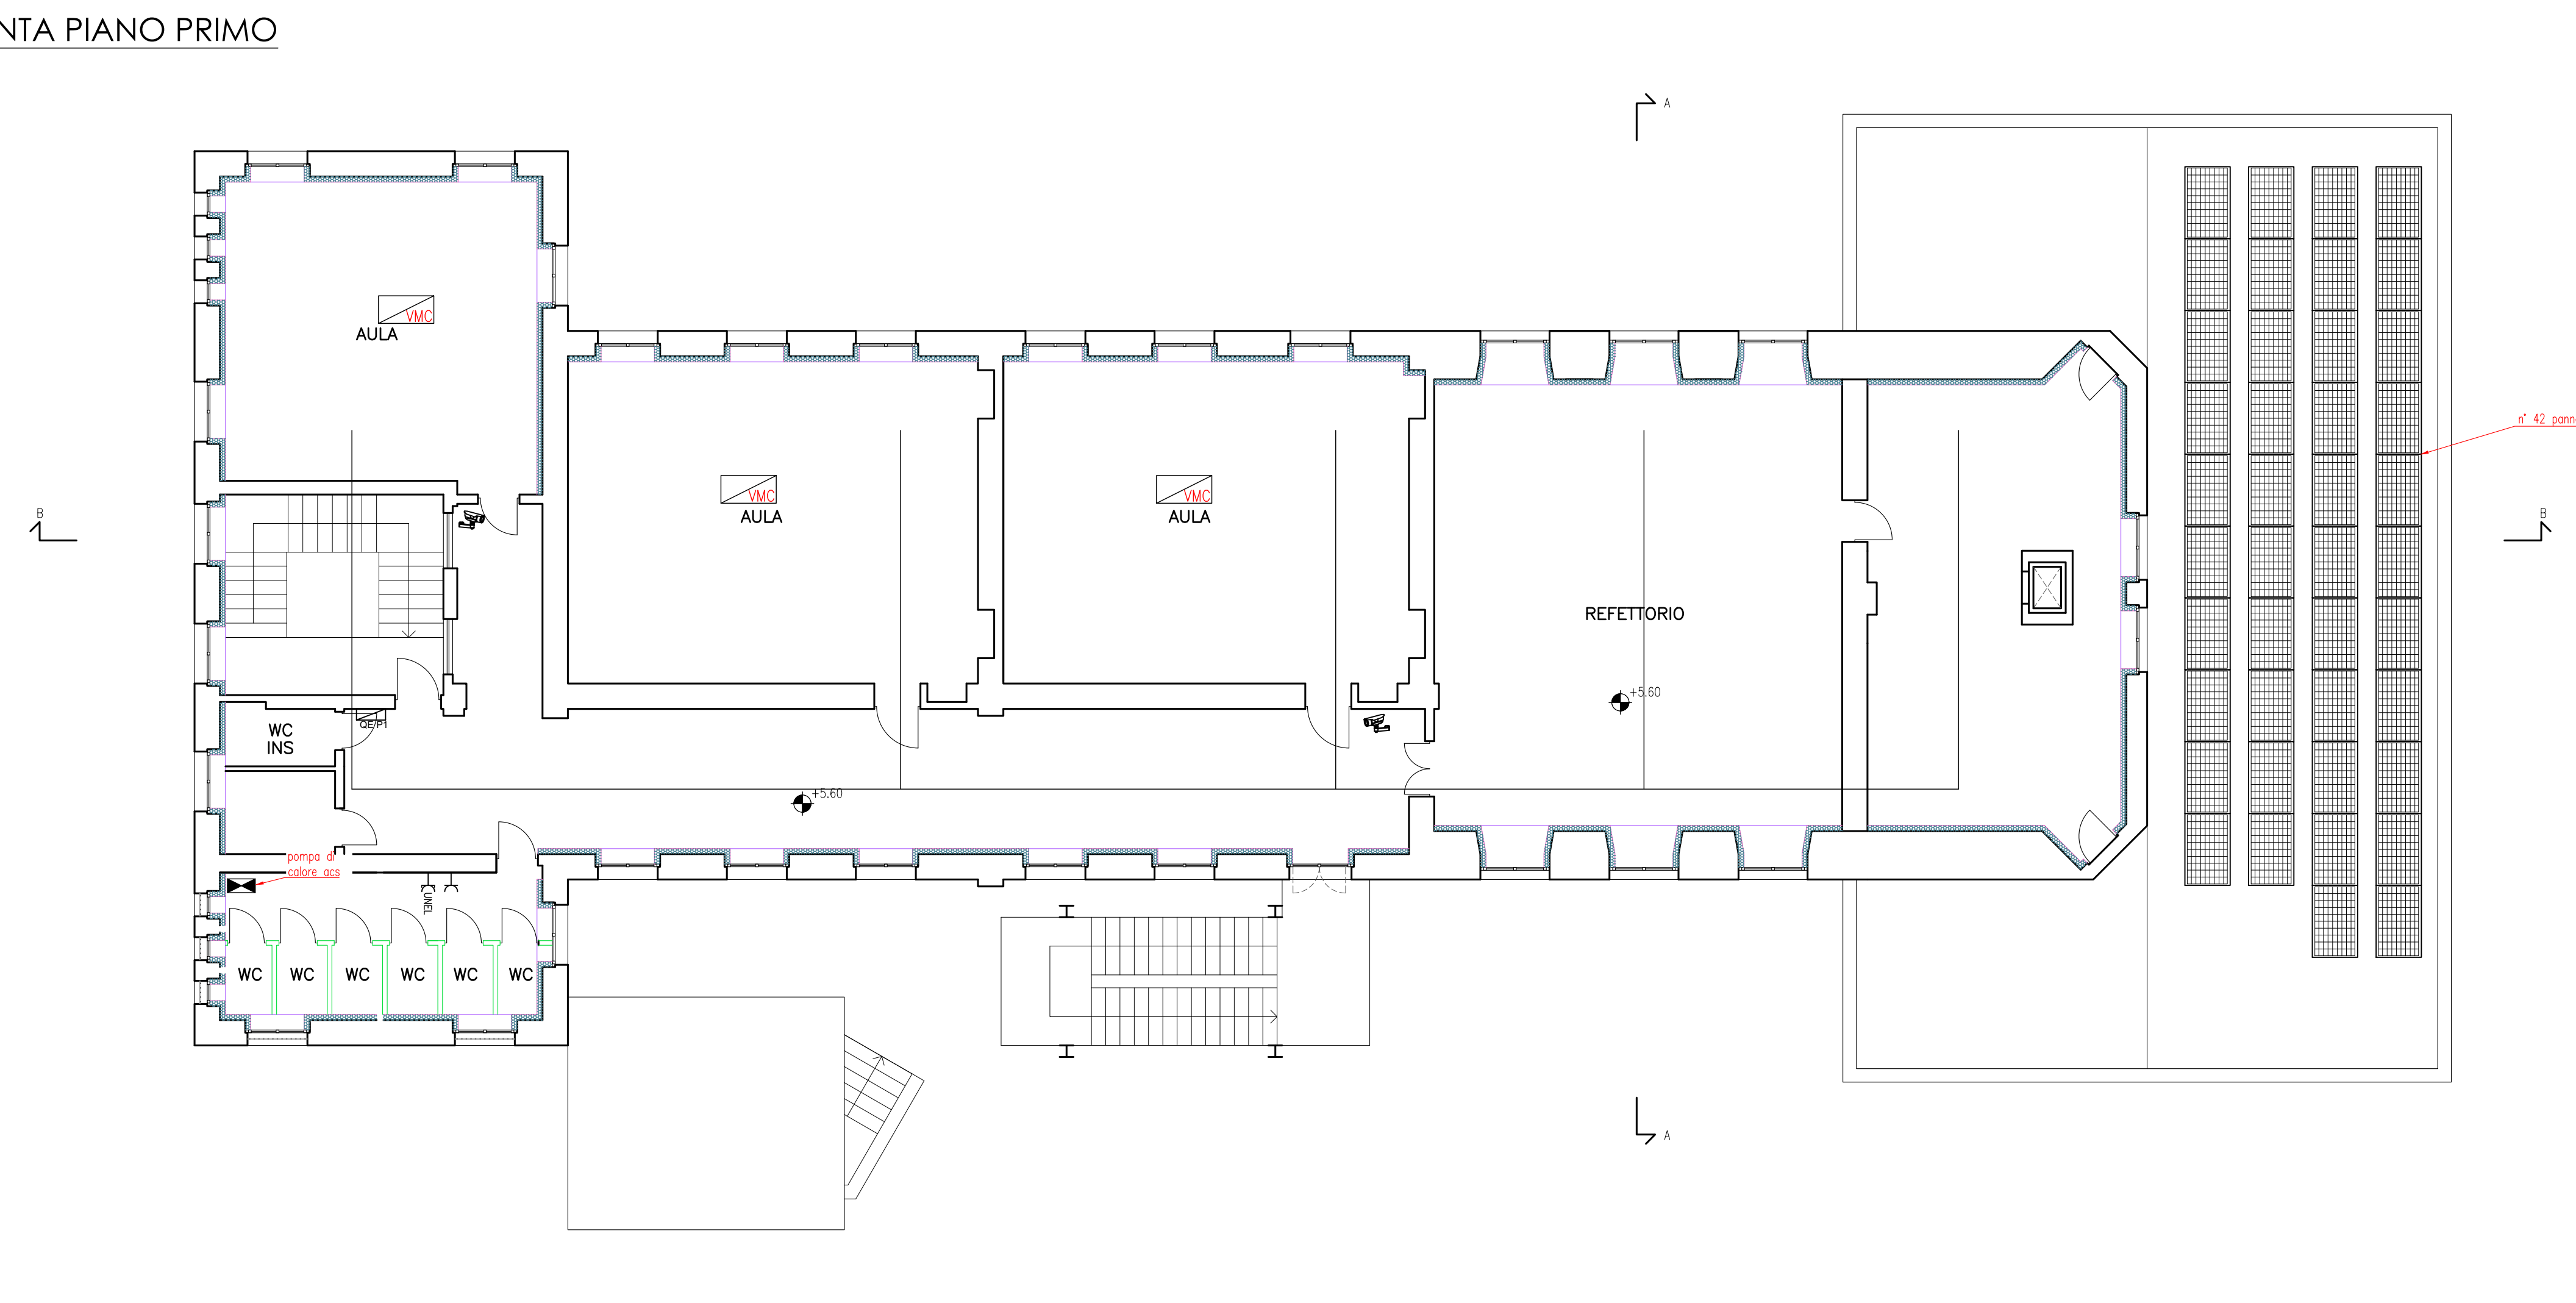 NTA PIANO PRIMO
A
n° 42 pann
VMC
AULA
VMC
AULA
VMC
AULA
B
B
REFETTORIO
+5.60
QE/P1
WC
INS
+5.60
pompa di
calore acs
LINEL
WC
WC
WC
WC
WC
WC
A